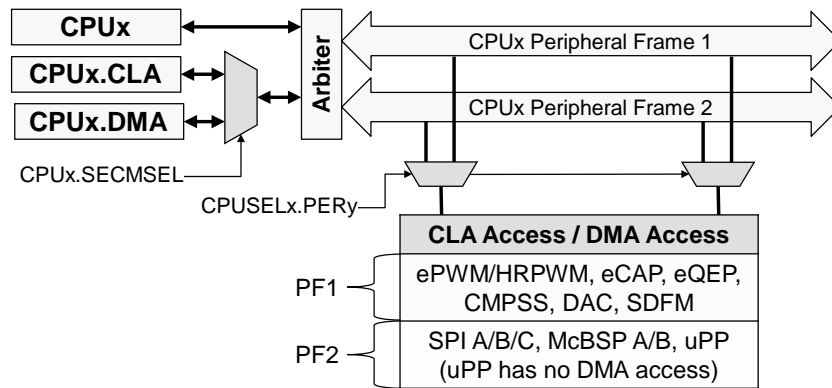 CPUx
CPUx.CLA
CPUx.DMA
Arbiter
CPUx Peripheral Frame 1
CPUx Peripheral Frame 2
CPUx.SECMSEL
CPUSELx.PERy
CLA Access / DMA Access
PF1
ePWM/HRPWM, eCAP, eQEP,
CMPSS, DAC, SDFM
PF2
SPI A/B/C, McBSP A/B, uPP
(uPP has no DMA access)